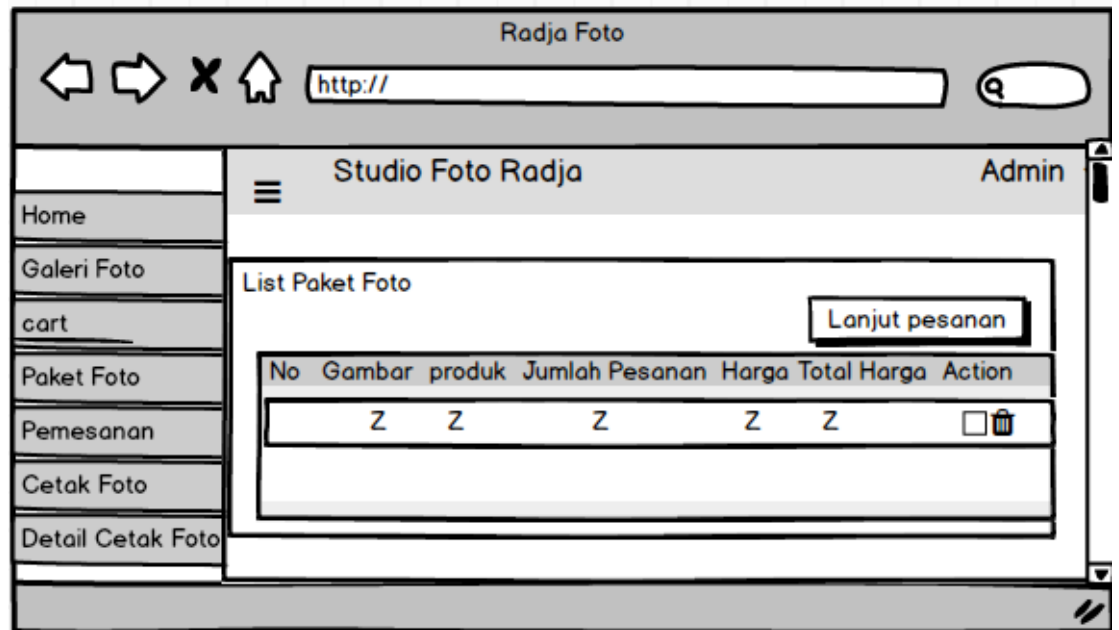 Radja Foto
http://
Studio Foto Radja
Admin
Home
Galeri Foto
cart
Paket Foto
Pemesanan
Cetak Foto
Detail Cetak Foto
List Paket Foto
Lanjut pesanan
No Gambar produk Jumlah Pesanan Harga Total Harga Action
Z Z Z Z Z